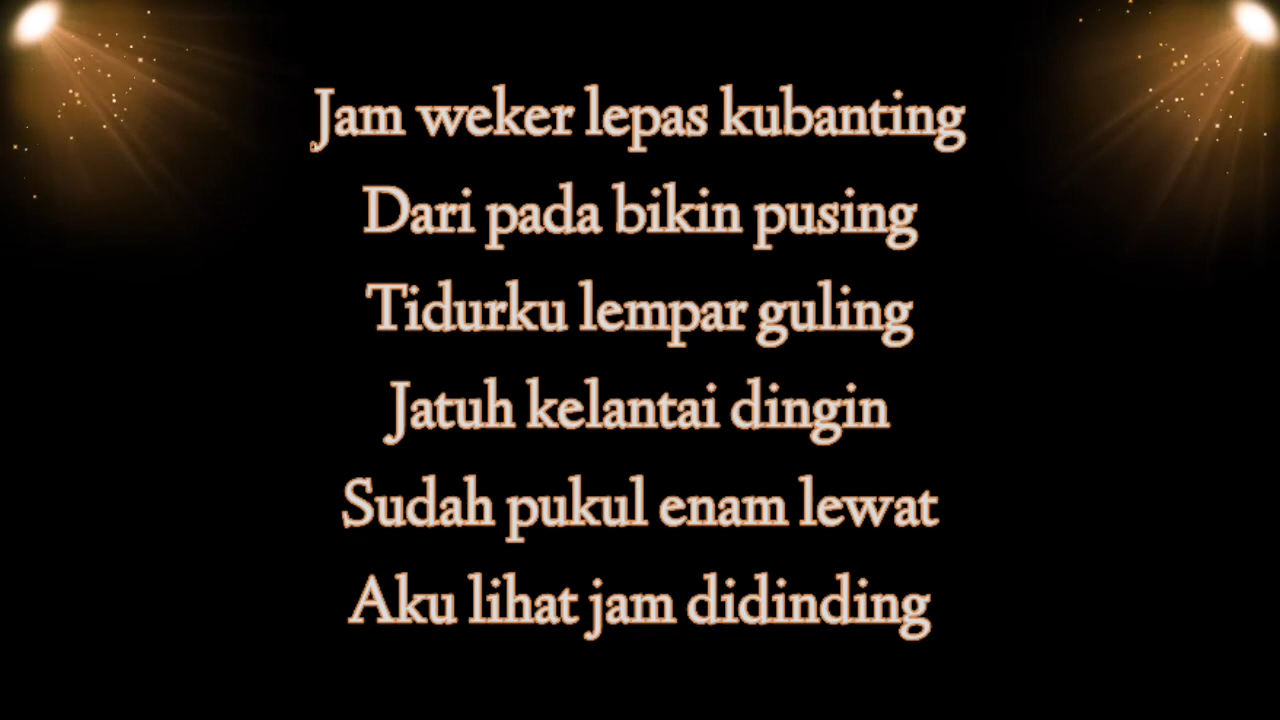 Jam weker lepas kubanting
Dari pada bikin pusing
Tidurku lempar guling
Jatuh kelantai dingin
Sudah pukul enam lewat
Aku lihat jam didinding